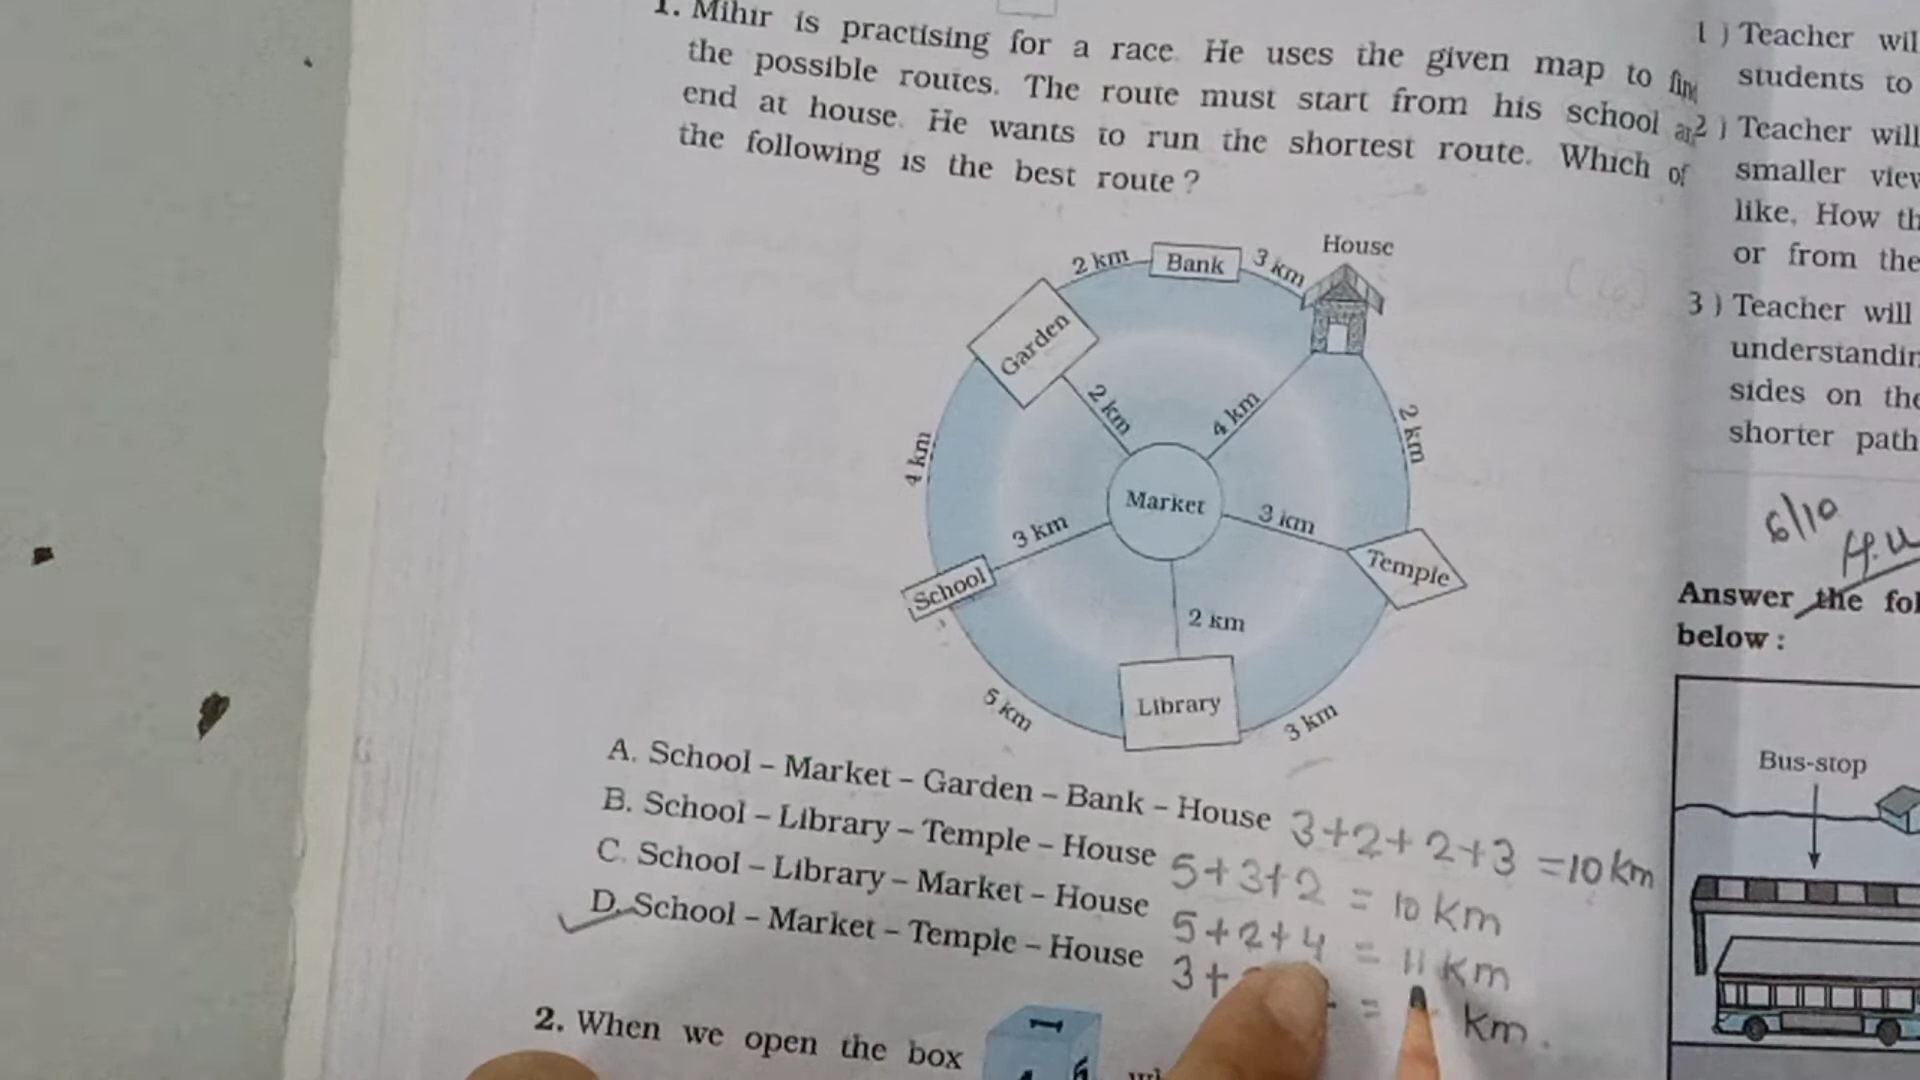 1. Mihir is practising for a race. He uses the given map to find
the possible routes. The route must start from his school
end at house. He wants to run the shortest route. Which of
the following is the best route ?
House
2 km
Bank
3 km
Garden
2 km
4 km
2 km
4 km
Market
3 km
3 km
School
Temple
2 km
Library
5 km
3 km
A. School – Market – Garden – Bank – House 3+2+2+3 =10 km
B. School – Library – Temple – House 5+3+2 = 10 km
C. School – Library – Market – House 5+2+4 = 11 km
D. School – Market – Temple – House 3+ = km.
2. When we open the box
1 ) Teacher wil
students to
2 ) Teacher will
smaller view
like. How th
or from the
3 ) Teacher will
understandin
sides on the
shorter path
6/10
Answer the fol
below :
Bus-stop